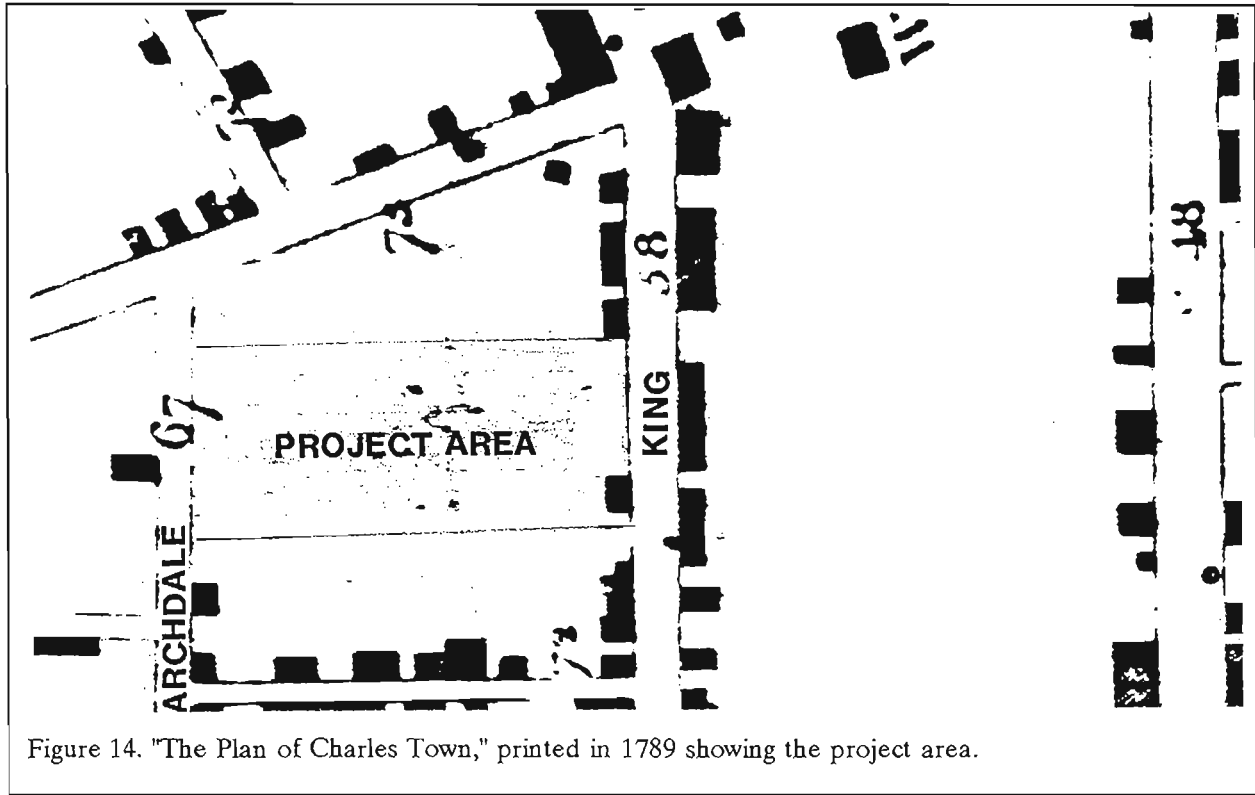 73
58
48
67
PROJECT AREA
KING
ARCHDALE
Figure 14. "The Plan of Charles Town," printed in 1789 showing the project area.